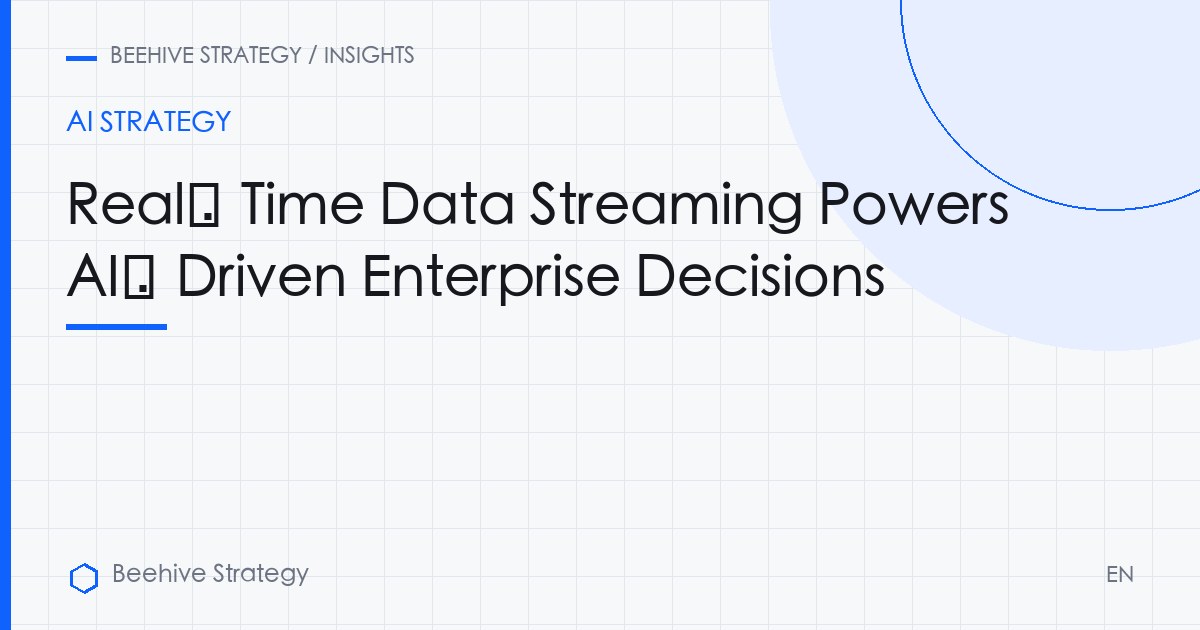 BEEHIVE STRATEGY / INSIGHTS
AI STRATEGY
Real▯ Time Data Streaming Powers
AI▯ Driven Enterprise Decisions
Beehive Strategy
EN